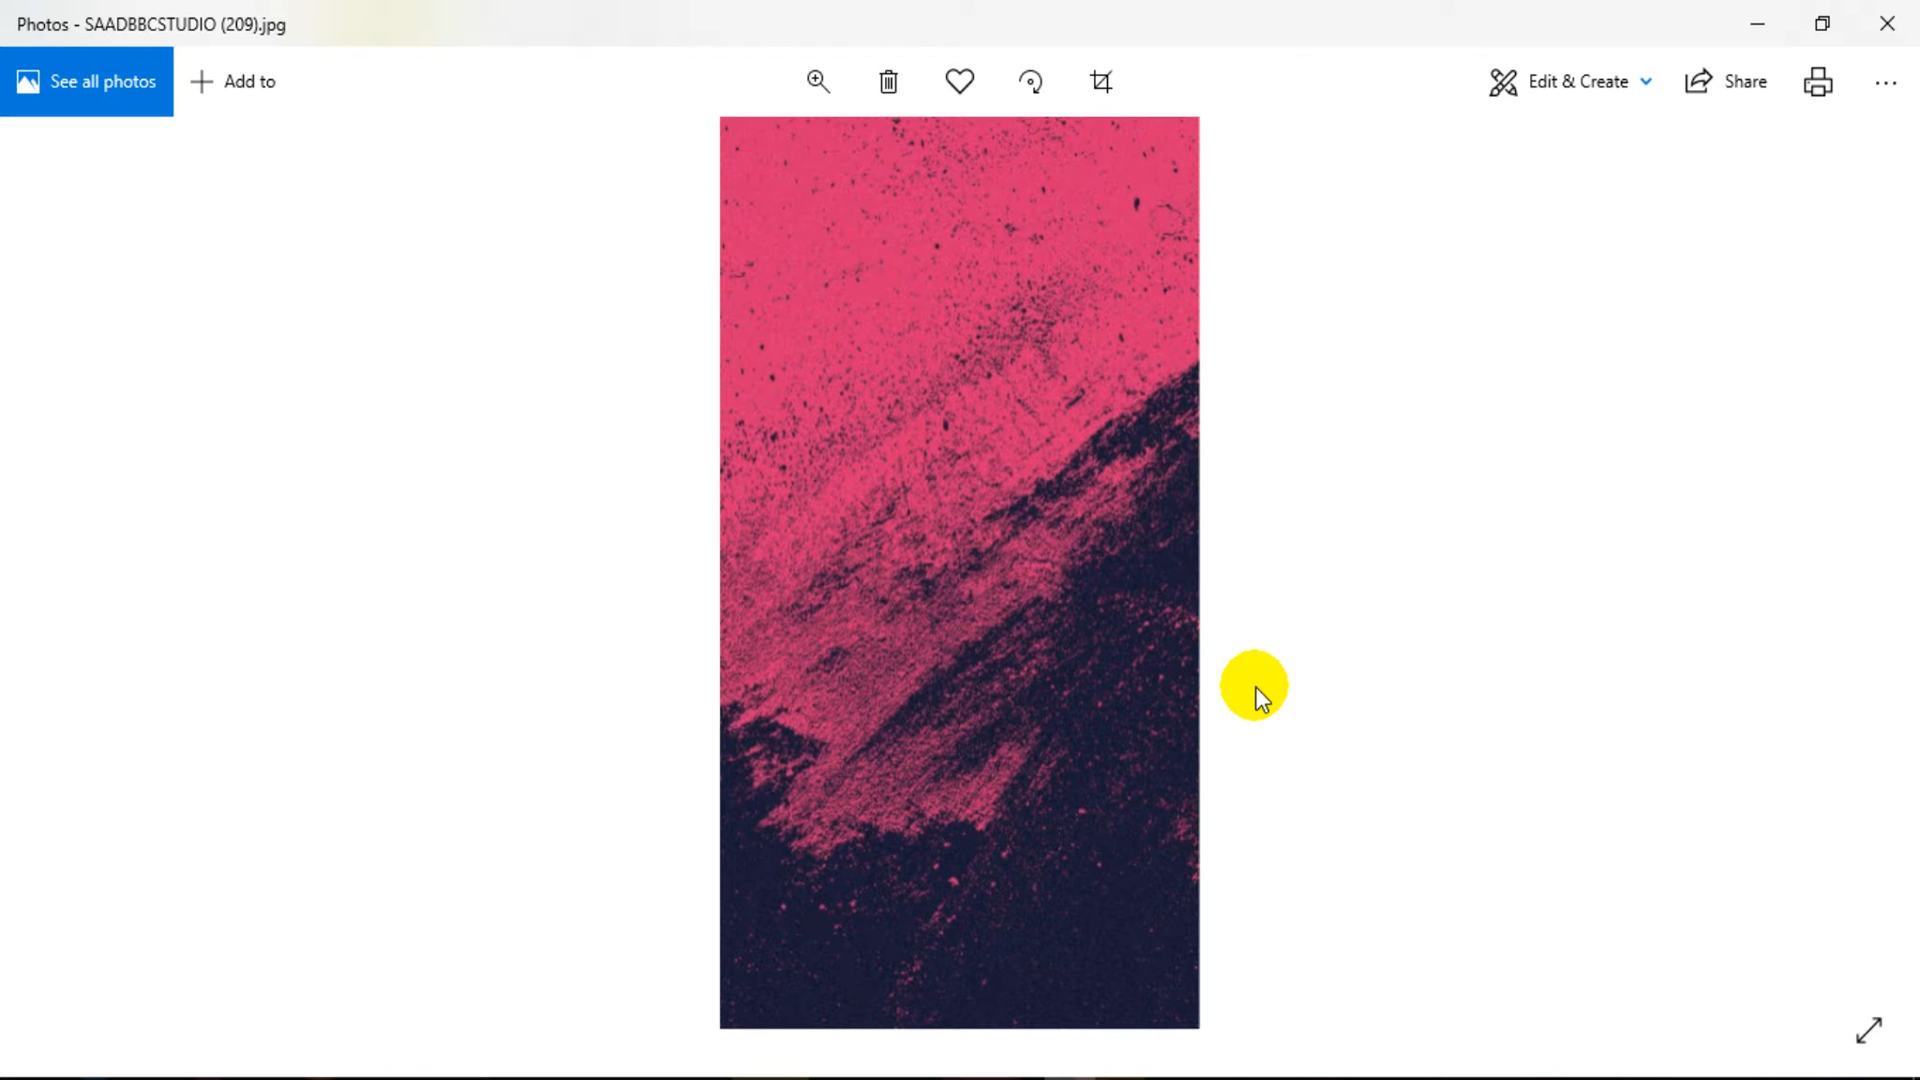 Photos - SAADBBCSTUDIO (209).jpg
See all photos
Add to
Edit & Create
Share